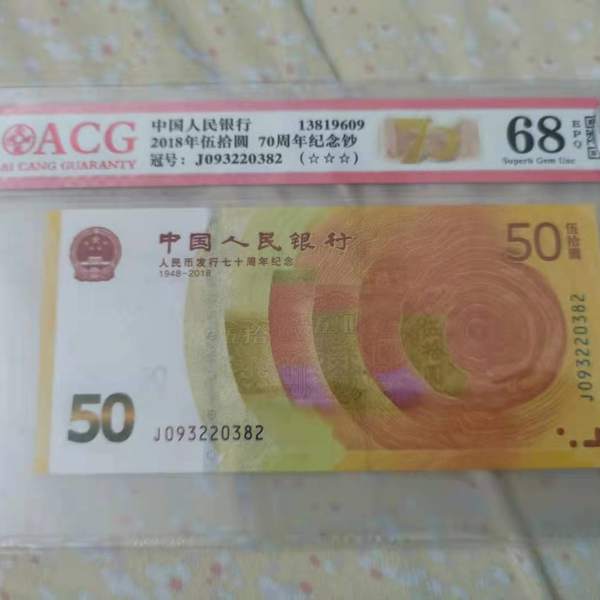 ACG
AI CANG GUARANTY
中国人民银行 13819609
2018年伍拾圆 70周年纪念钞
冠号：J093220382 （☆☆☆）
68
EPQ
Superb Gem Unc
中国人民银行
人民币发行七十周年纪念
1948-2018
50
伍拾圆
50
J093220382
J093220382